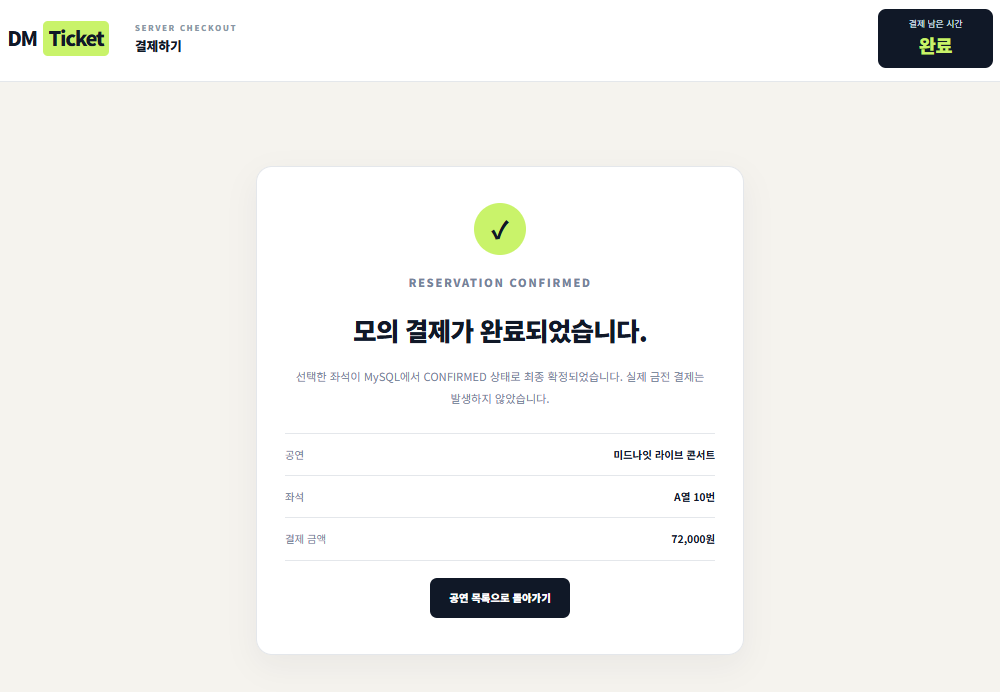 DM Ticket
SERVER CHECKOUT
결제하기
결제 남은 시간
완료
RESERVATION CONFIRMED
모의 결제가 완료되었습니다.
선택한 좌석이 MySQL에서 CONFIRMED 상태로 최종 확정되었습니다. 실제 금전 결제는
발생하지 않았습니다.
공연 미드나잇 라이브 콘서트
좌석 A열 10번
결제 금액 72,000원
공연 목록으로 돌아가기